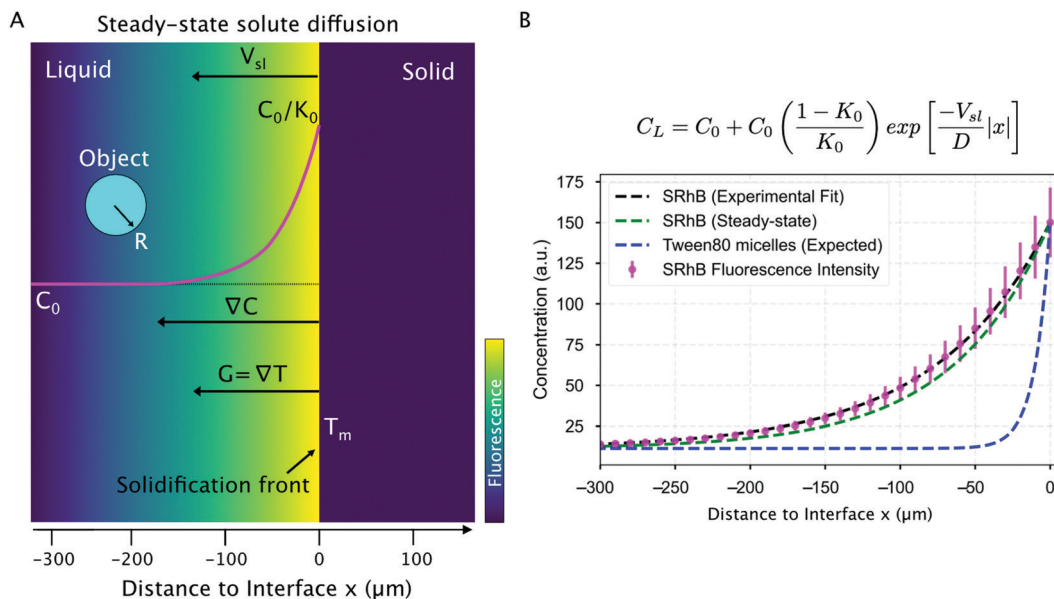 A
Steady-state solute diffusion
Liquid
V_sl
Solid
C_0/K_0
Object
R
C_0
∇C
G= ∇T
T_m
Solidification front
Fluorescence
−300 −200 −100 0 100
Distance to Interface x (μm)
B
C_L = C_0 + C_0 ( (1 − K_0) / K_0 ) exp [ (−V_sl / D) |x| ]
175
150
125
100
75
50
25
Concentration (a.u.)
SRhB (Experimental Fit)
SRhB (Steady-state)
Tween80 micelles (Expected)
SRhB Fluorescence Intensity
−300 −250 −200 −150 −100 −50 0
Distance to Interface x (μm)